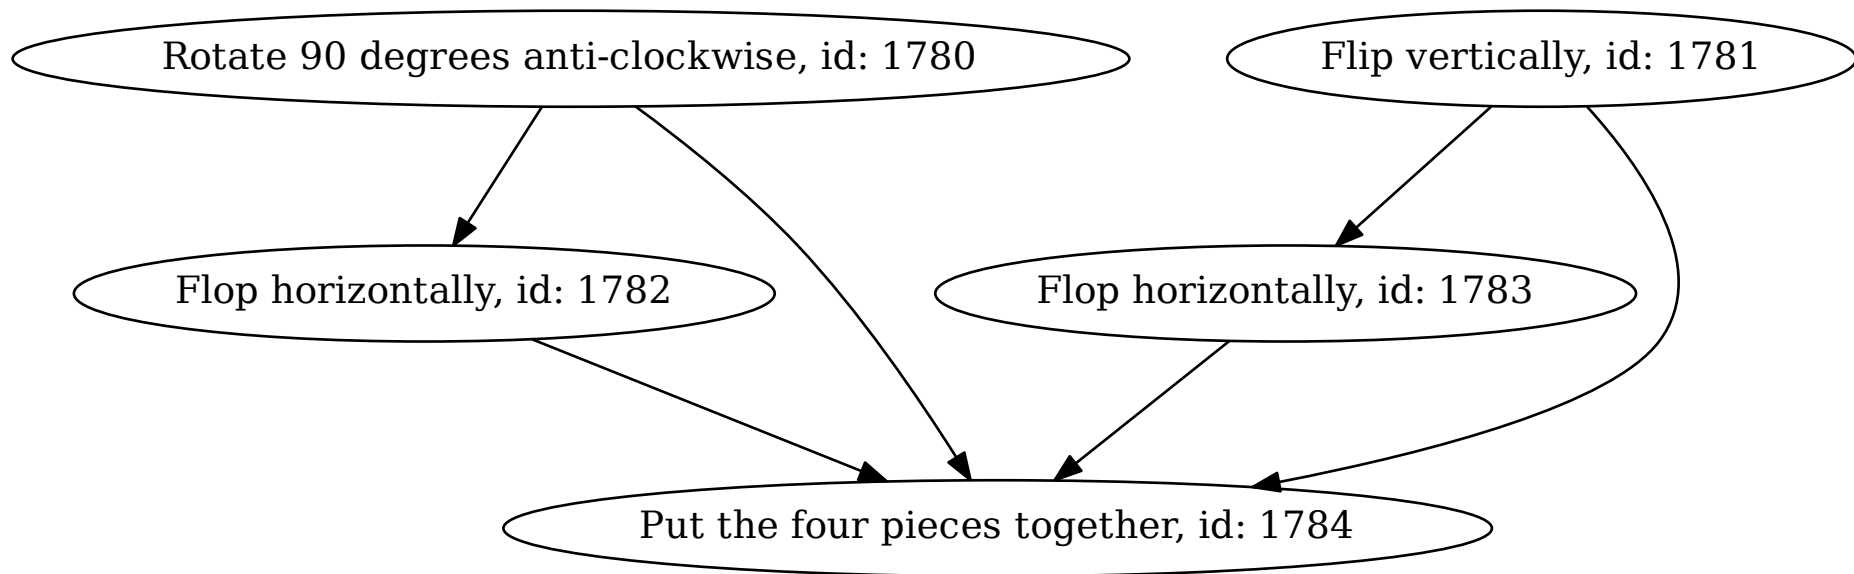 Rotate 90 degrees anti-clockwise, id: 1780
Flip vertically, id: 1781
Flop horizontally, id: 1782
Flop horizontally, id: 1783
Put the four pieces together, id: 1784